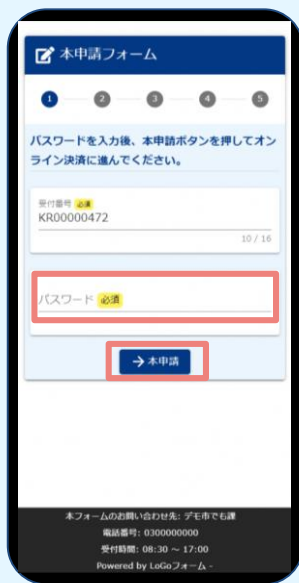 本申請フォーム
1 2 3 4 5
パスワードを入力後、本申請ボタンを押してオン
ライン決済に進んでください。
受付番号 必須
KR00000472
10 / 16
パスワード 必須
→本申請
本フォームのお問い合わせ先: デモ市でも課
電話番号: 0300000000
受付時間: 08:30 ～ 17:00
Powered by LoGoフォーム -